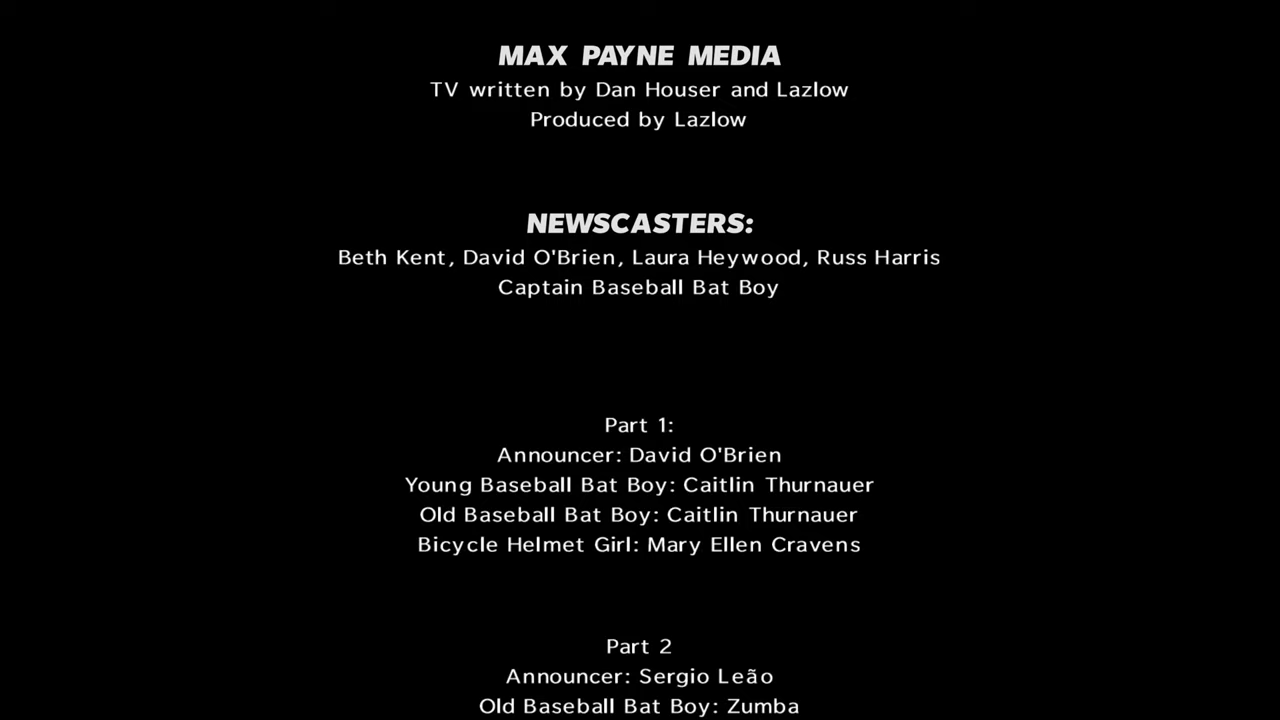 MAX PAYNE MEDIA
TV written by Dan Houser and Lazlow
Produced by Lazlow
NEWSCASTERS:
Beth Kent, David O'Brien, Laura Heywood, Russ Harris
Captain Baseball Bat Boy
Part 1:
Announcer: David O'Brien
Young Baseball Bat Boy: Caitlin Thurnauer
Old Baseball Bat Boy: Caitlin Thurnauer
Bicycle Helmet Girl: Mary Ellen Cravens
Part 2
Announcer: Sergio Leão
Old Baseball Bat Boy: Zumba